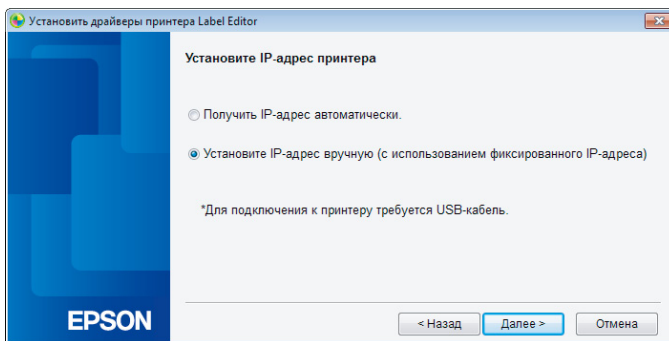 Установить драйверы принтера Label Editor
Установите IP-адрес принтера
Получить IP-адрес автоматически.
Установите IP-адрес вручную (с использованием фиксированного IP-адреса)
*Для подключения к принтеру требуется USB-кабель.
EPSON
< Назад
Далее >
Отмена